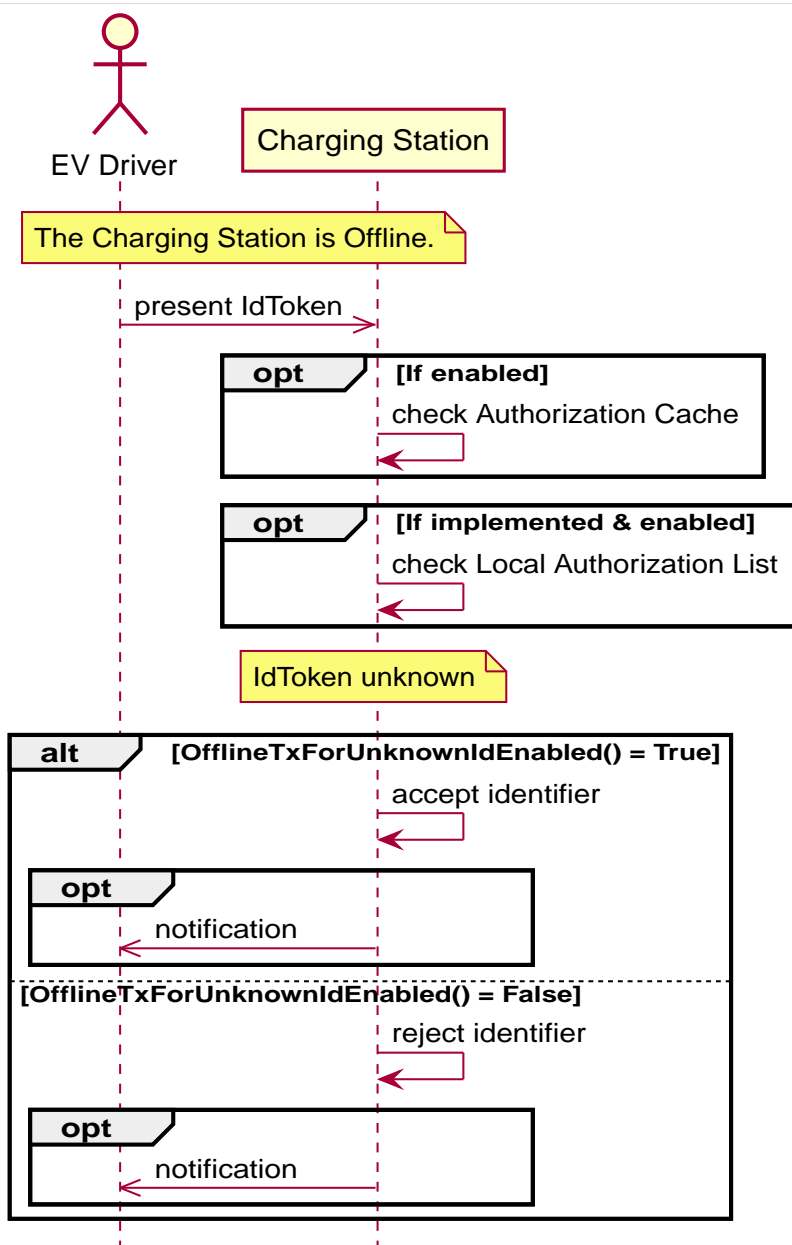 EV Driver
Charging Station
The Charging Station is Offline.
present IdToken
opt
[If enabled]
check Authorization Cache
opt
[If implemented & enabled]
check Local Authorization List
IdToken unknown
alt
[OfflineTxForUnknownIdEnabled() = True]
accept identifier
opt
notification
[OfflineTxForUnknownIdEnabled() = False]
reject identifier
opt
notification